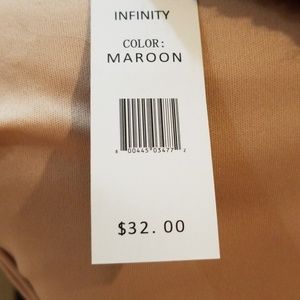 INFINITY
COLOR:
MAROON
8 00445 03477 2
$32.00